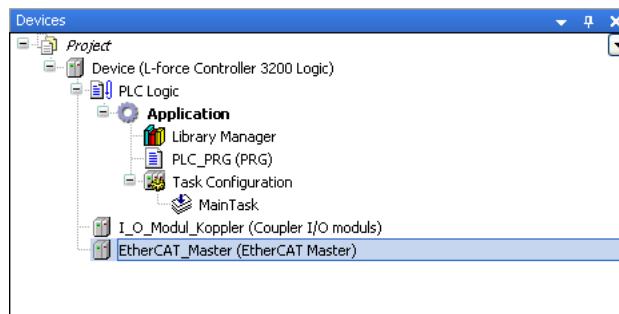 Devices
Project
Device (L-force Controller 3200 Logic)
PLC Logic
Application
Library Manager
PLC_PRG (PRG)
Task Configuration
MainTask
I_O_Modul_Koppler (Coupler I/O moduls)
EtherCAT_Master (EtherCAT Master)